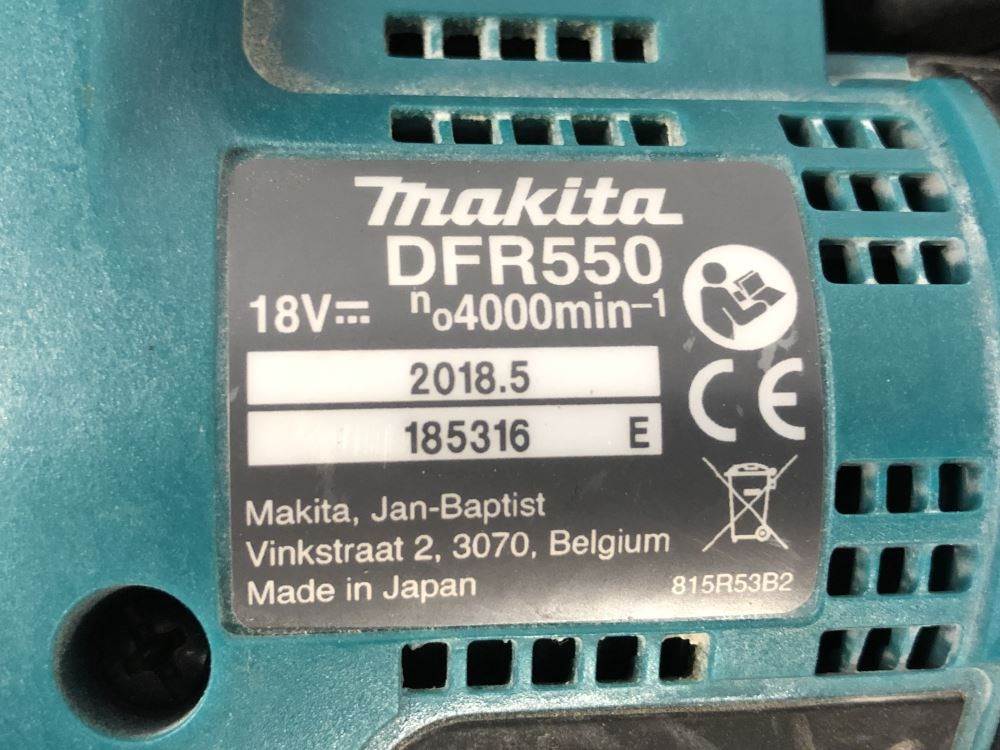 makita
DFR550
18V⎓ n₀4000min⁻¹
2018.5
185316 E
CE
Makita, Jan-Baptist
Vinkstraat 2, 3070, Belgium
Made in Japan
815R53B2